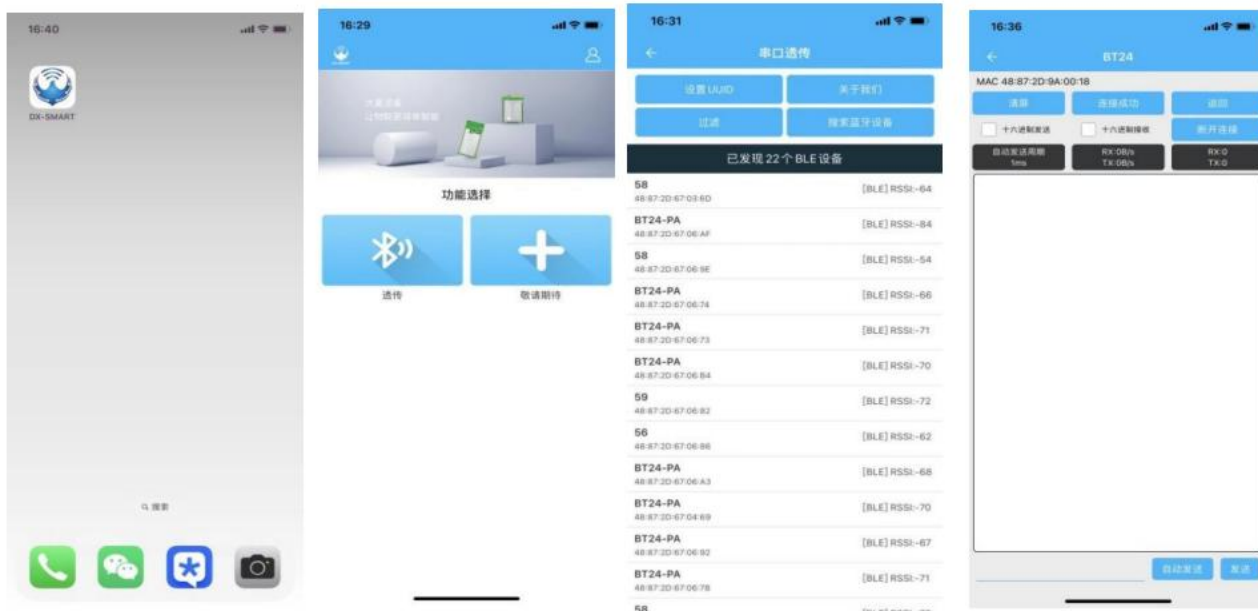 16:40
DX-SMART
搜索
16:29
功能选择
透传
敬请期待
16:31
串口透传
设置UUID
关于我们
过滤
搜索蓝牙设备
已发现 22 个 BLE 设备
58
[BLE] RSSI:-64
48:87:2D:67:03:6D
BT24-PA
[BLE] RSSI:-84
48:87:2D:67:06:AF
58
[BLE] RSSI:-54
48:87:2D:67:06:9E
BT24-PA
[BLE] RSSI:-66
48:87:2D:67:06:74
BT24-PA
[BLE] RSSI:-71
48:87:2D:67:06:73
BT24-PA
[BLE] RSSI:-70
48:87:2D:67:06:B4
59
[BLE] RSSI:-72
48:87:2D:67:06:82
56
[BLE] RSSI:-62
48:87:2D:67:06:86
BT24-PA
[BLE] RSSI:-68
48:87:2D:67:06:A3
BT24-PA
[BLE] RSSI:-70
48:87:2D:67:04:69
BT24-PA
[BLE] RSSI:-67
48:87:2D:67:06:92
BT24-PA
[BLE] RSSI:-71
48:87:2D:67:06:7B
58
16:36
BT24
MAC 48:87:2D:9A:00:18
清屏
连接成功
返回
十六进制发送
十六进制接收
断开连接
自动发送周期
1ms
RX:0B/s
TX:0B/s
RX:0
TX:0
自动发送
发送